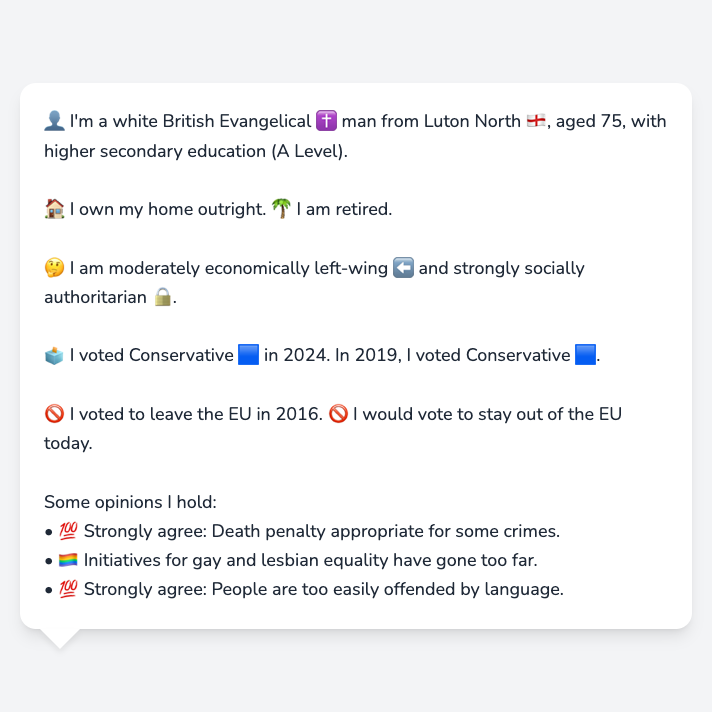 👤 I'm a white British Evangelical ✝️ man from Luton North 🏴󠁧󠁢󠁥󠁮󠁧󠁿, aged 75, with
higher secondary education (A Level).
🏠 I own my home outright. 🌴 I am retired.
🤔 I am moderately economically left-wing ⬅️ and strongly socially
authoritarian 🔒.
🗳️ I voted Conservative 🟦 in 2024. In 2019, I voted Conservative 🟦.
🚫 I voted to leave the EU in 2016. 🚫 I would vote to stay out of the EU
today.
Some opinions I hold:
• 💯 Strongly agree: Death penalty appropriate for some crimes.
• 🏳️‍🌈 Initiatives for gay and lesbian equality have gone too far.
• 💯 Strongly agree: People are too easily offended by language.